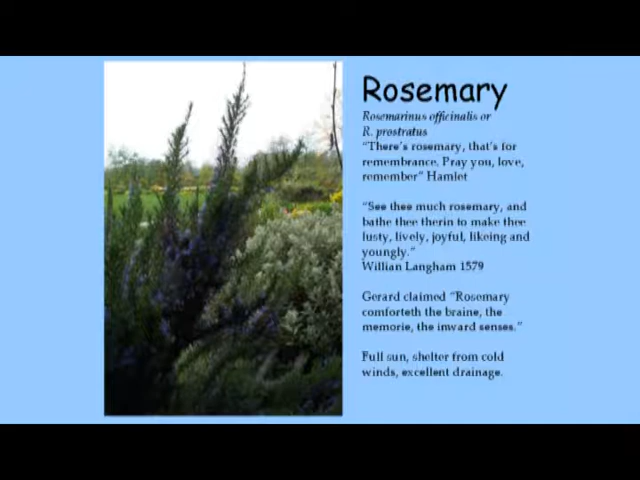 Rosemary
Rosemarinus officinalis or
R. prostratus
"There's rosemary, that's for
remembrance. Pray you, love,
remember" Hamlet
"See thee much rosemary, and
bathe thee therin to make thee
lusty, lively, joyful, likeing and
youngly."
Willian Langham 1579
Gerard claimed "Rosemary
comforteth the braine, the
memorie, the inward senses."
Full sun, shelter from cold
winds, excellent drainage.